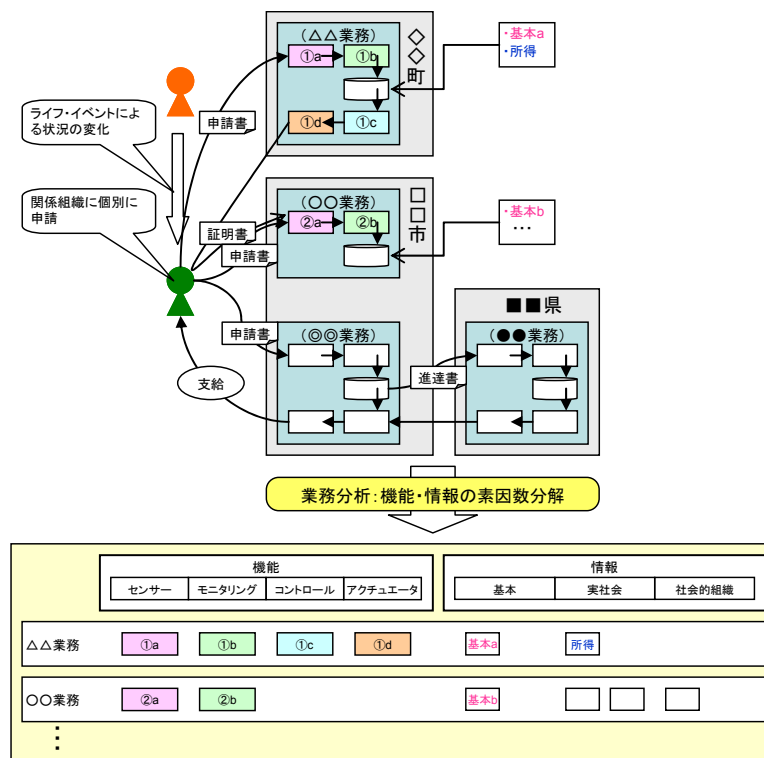 (△△業務)
◇◇町
①a
①b
①d
①c
・基本a
・所得
ライフ・イベントによ
る状況の変化
申請書
関係組織に個別に
申請
(○○業務)
□□市
②a
②b
・基本b
…
証明書
申請書
■■県
申請書
(◎◎業務)
(●●業務)
支給
進達書
業務分析:機能・情報の素因数分解
機能
情報
センサー
モニタリング
コントロール
アクチュエータ
基本
実社会
社会的組織
△△業務
①a
①b
①c
①d
基本a
所得
○○業務
②a
②b
基本b
⋮